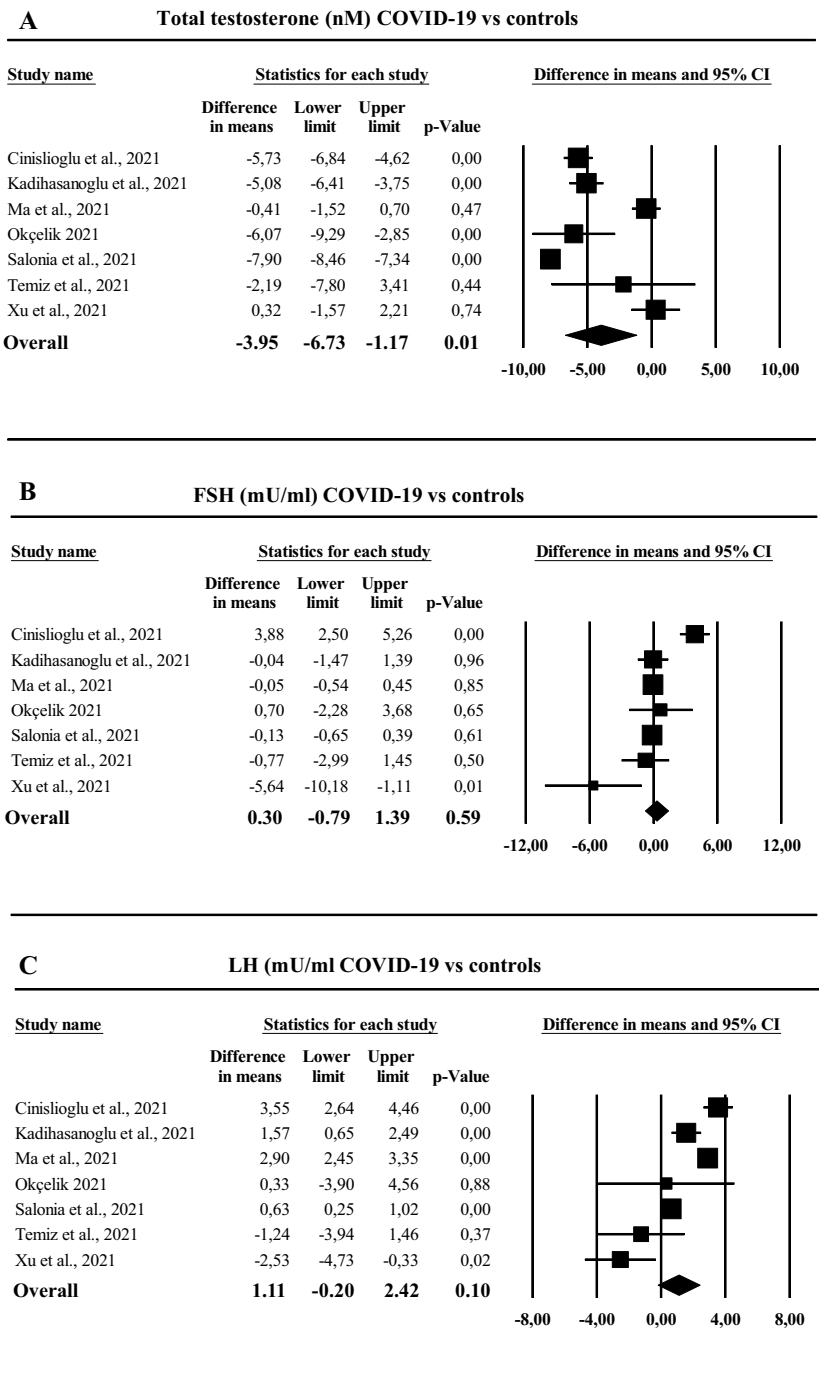 A Total testosterone (nM) COVID-19 vs controls
Study name Statistics for each study Difference in means and 95% CI
Difference Lower Upper
in means limit limit p-Value
Cinislioglu et al., 2021 -5,73 -6,84 -4,62 0,00
Kadihasanoglu et al., 2021 -5,08 -6,41 -3,75 0,00
Ma et al., 2021 -0,41 -1,52 0,70 0,47
Okçelik 2021 -6,07 -9,29 -2,85 0,00
Salonia et al., 2021 -7,90 -8,46 -7,34 0,00
Temiz et al., 2021 -2,19 -7,80 3,41 0,44
Xu et al., 2021 0,32 -1,57 2,21 0,74
Overall -3.95 -6.73 -1.17 0.01
-10,00 -5,00 0,00 5,00 10,00
B FSH (mU/ml) COVID-19 vs controls
Study name Statistics for each study Difference in means and 95% CI
Difference Lower Upper
in means limit limit p-Value
Cinislioglu et al., 2021 3,88 2,50 5,26 0,00
Kadihasanoglu et al., 2021 -0,04 -1,47 1,39 0,96
Ma et al., 2021 -0,05 -0,54 0,45 0,85
Okçelik 2021 0,70 -2,28 3,68 0,65
Salonia et al., 2021 -0,13 -0,65 0,39 0,61
Temiz et al., 2021 -0,77 -2,99 1,45 0,50
Xu et al., 2021 -5,64 -10,18 -1,11 0,01
Overall 0.30 -0.79 1.39 0.59
-12,00 -6,00 0,00 6,00 12,00
C LH (mU/ml COVID-19 vs controls
Study name Statistics for each study Difference in means and 95% CI
Difference Lower Upper
in means limit limit p-Value
Cinislioglu et al., 2021 3,55 2,64 4,46 0,00
Kadihasanoglu et al., 2021 1,57 0,65 2,49 0,00
Ma et al., 2021 2,90 2,45 3,35 0,00
Okçelik 2021 0,33 -3,90 4,56 0,88
Salonia et al., 2021 0,63 0,25 1,02 0,00
Temiz et al., 2021 -1,24 -3,94 1,46 0,37
Xu et al., 2021 -2,53 -4,73 -0,33 0,02
Overall 1.11 -0.20 2.42 0.10
-8,00 -4,00 0,00 4,00 8,00